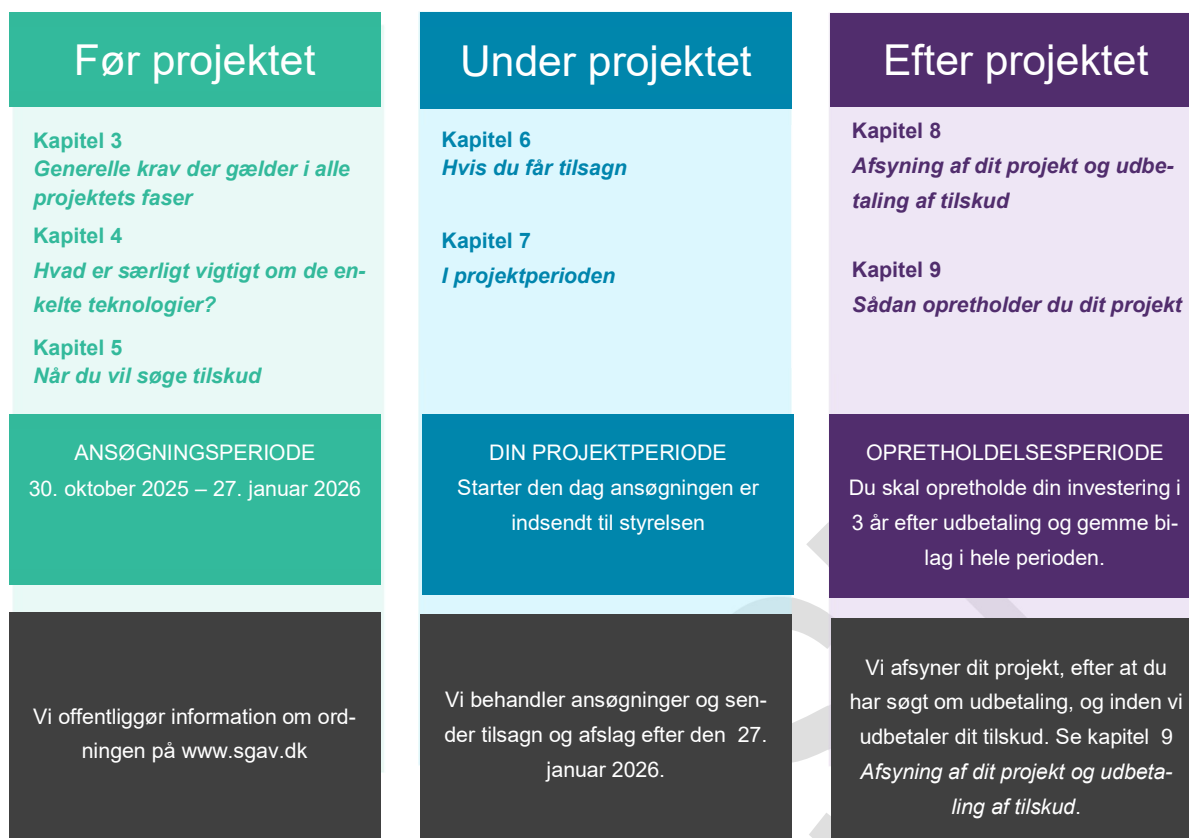 Før projektet
Kapitel 3
Generelle krav der gælder i alle
projektets faser
Kapitel 4
Hvad er særligt vigtigt om de en-
kelte teknologier?
Kapitel 5
Når du vil søge tilskud
ANSØGNINGSPERIODE
30. oktober 2025 – 27. januar 2026
Vi offentliggør information om ord-
ningen på www.sgav.dk
Under projektet
Kapitel 6
Hvis du får tilsagn
Kapitel 7
I projektperioden
DIN PROJEKTPERIODE
Starter den dag ansøgningen er
indsendt til styrelsen
Vi behandler ansøgninger og sen-
der tilsagn og afslag efter den 27.
januar 2026.
Efter projektet
Kapitel 8
Afsyning af dit projekt og udbe-
taling af tilskud
Kapitel 9
Sådan opretholder du dit projekt
OPRETHOLDELSESPERIODE
Du skal opretholde din investering i
3 år efter udbetaling og gemme bi-
lag i hele perioden.
Vi afsyner dit projekt, efter at du
har søgt om udbetaling, og inden vi
udbetaler dit tilskud. Se kapitel 9
Afsyning af dit projekt og udbeta-
ling af tilskud.